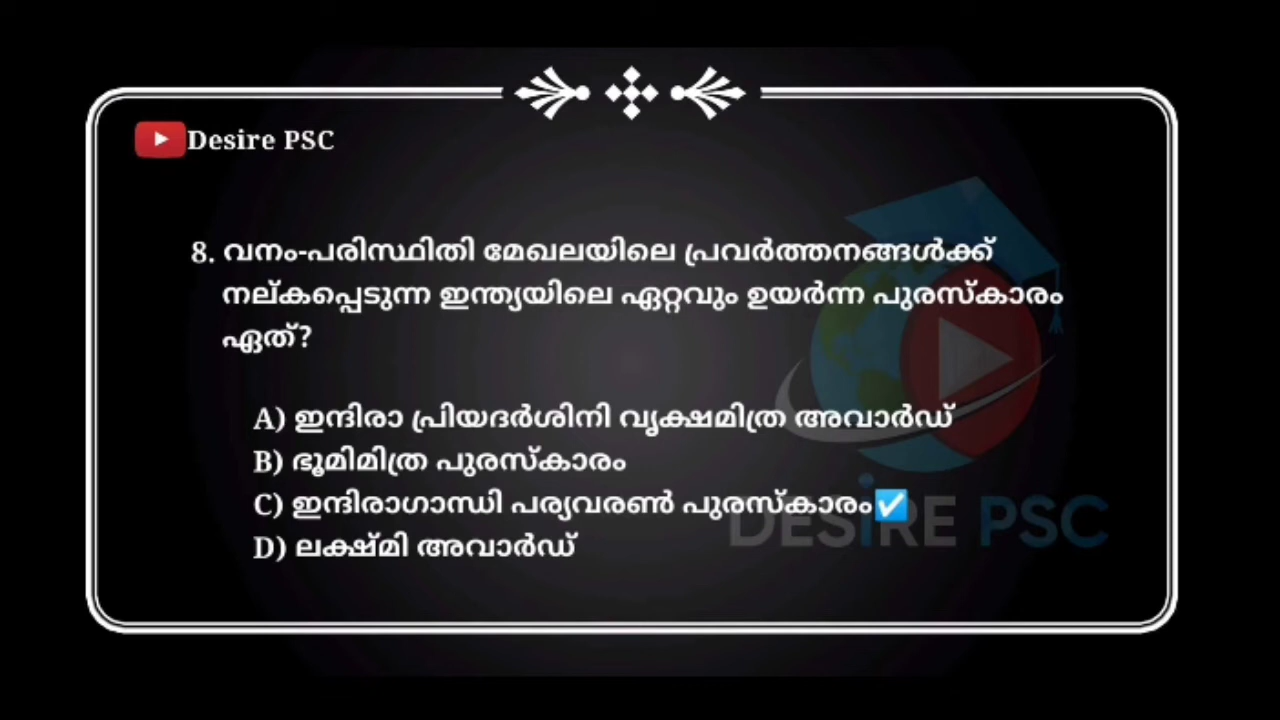 Desire PSC
8. വനം-പരിസ്ഥിതി മേഖലയിലെ പ്രവർത്തനങ്ങൾക്ക്
നല്കപ്പെടുന്ന ഇന്ത്യയിലെ ഏറ്റവും ഉയർന്ന പുരസ്കാരം
ഏത്?
A) ഇന്ദിരാ പ്രിയദർശിനി വൃക്ഷമിത്ര അവാർഡ്
B) ഭൂമിമിത്ര പുരസ്കാരം
C) ഇന്ദിരാഗാന്ധി പര്യവരൺ പുരസ്കാരം☑
D) ലക്ഷ്മി അവാർഡ്
DESiRE PSC